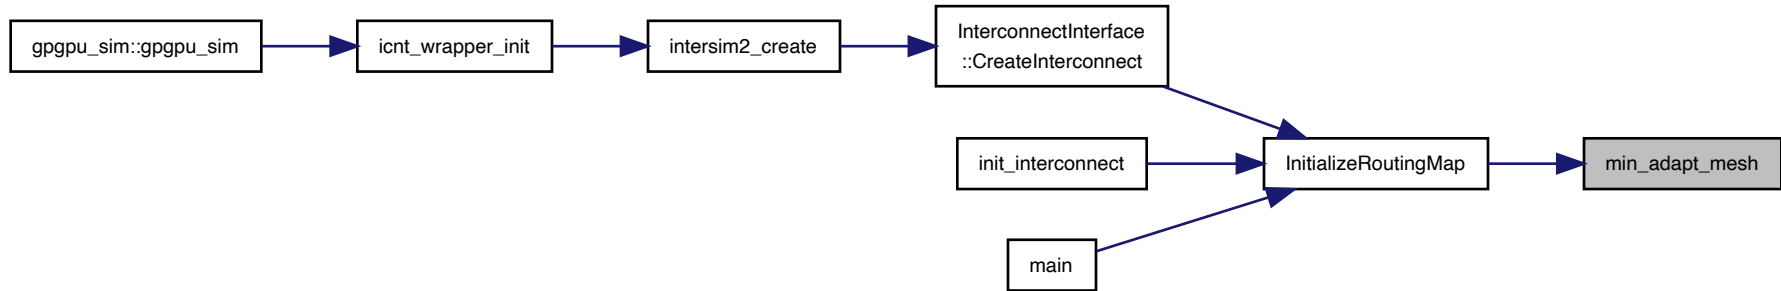 gpgpu_sim::gpgpu_sim
icnt_wrapper_init
intersim2_create
InterconnectInterface
::CreateInterconnect
init_interconnect
InitializeRoutingMap
min_adapt_mesh
main